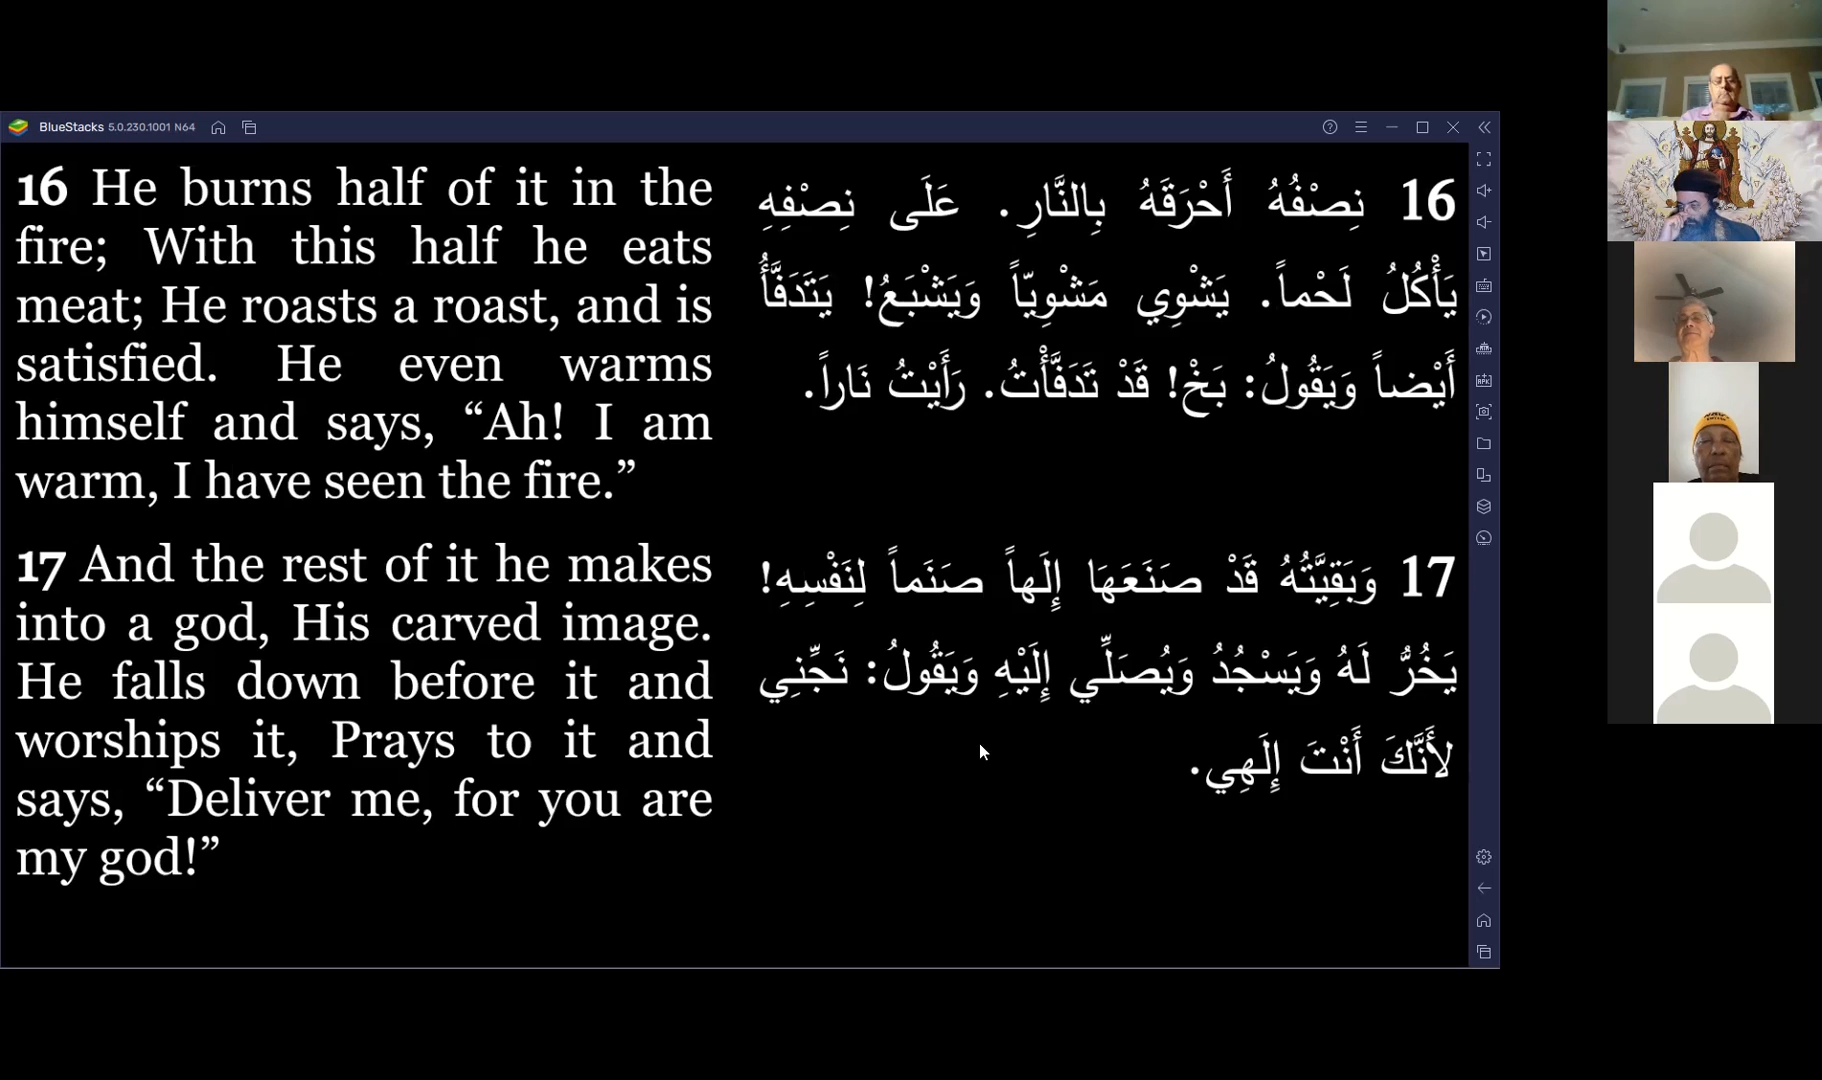 BlueStacks 5.0.230.1001 N64
16 He burns half of it in the
fire; With this half he eats
meat; He roasts a roast, and is
satisfied. He even warms
himself and says, “Ah! I am
warm, I have seen the fire.”
17 And the rest of it he makes
into a god, His carved image.
He falls down before it and
worships it, Prays to it and
says, “Deliver me, for you are
my god!”
16 نِصْفُهُ أَحْرَقَهُ بِالنَّارِ. عَلَى نِصْفِهِ
يَأْكُلُ لَحْماً. يَشْوِي مَشْوِيّاً وَيَشْبَعُ! يَتَدَفَّأُ
أَيْضاً وَيَقُولُ: بَخْ! قَدْ تَدَفَّأْتُ. رَأَيْتُ نَاراً.
17 وَبَقِيَّتُهُ قَدْ صَنَعَهَا إِلَهاً صَنَماً لِنَفْسِهِ!
يَخُرُّ لَهُ وَيَسْجُدُ وَيُصَلِّي إِلَيْهِ وَيَقُولُ: نَجِّنِي
لأَنَّكَ أَنْتَ إِلَهِي.